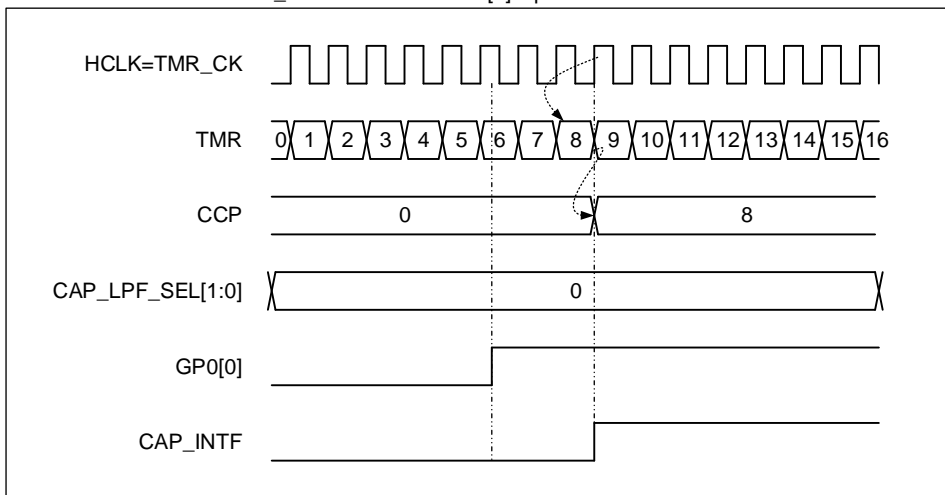 HCLK=TMR_CK
TMR 0 1 2 3 4 5 6 7 8 9 10 11 12 13 14 15 16
CCP 0 8
CAP_LPF_SEL[1:0] 0
GP0[0]
CAP_INTF